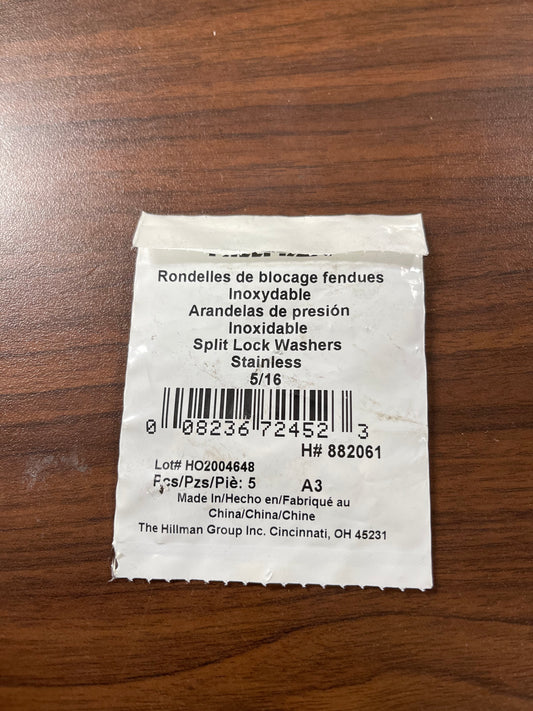 Rondelles de blocage fendues
Inoxydable
Arandelas de presión
Inoxidable
Split Lock Washers
Stainless
5/16
0 08236 72452 3
H# 882061
Lot# HO2004648
Pcs/Pzs/Piè: 5 A3
Made In/Hecho en/Fabriqué au
China/China/Chine
The Hillman Group Inc. Cincinnati, OH 45231